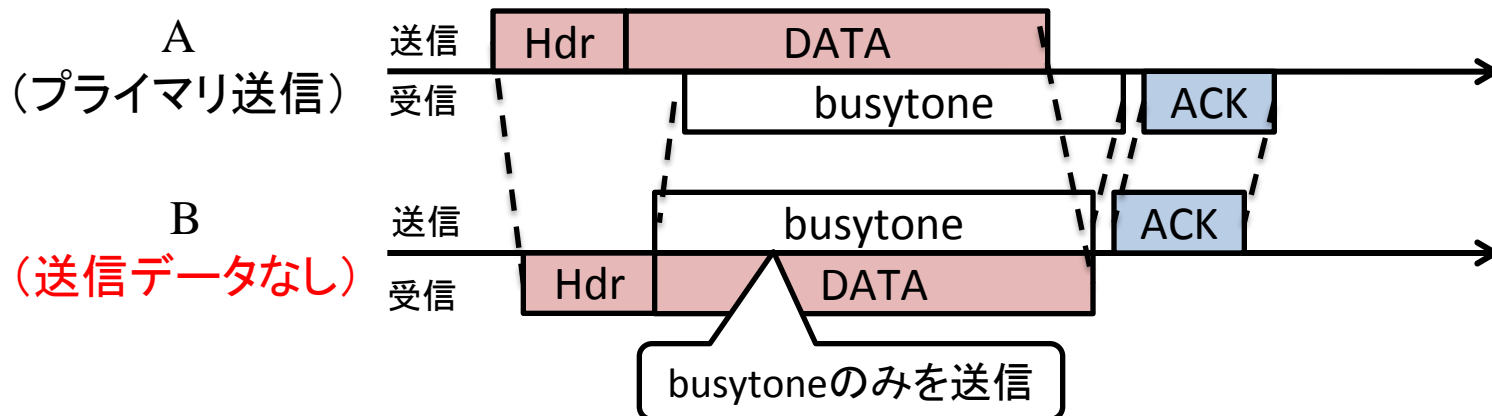 A
(プライマリ送信)
送信
Hdr
DATA
受信
busytone
ACK
B
(送信データなし)
送信
busytone
ACK
受信
Hdr
DATA
busytoneのみを送信